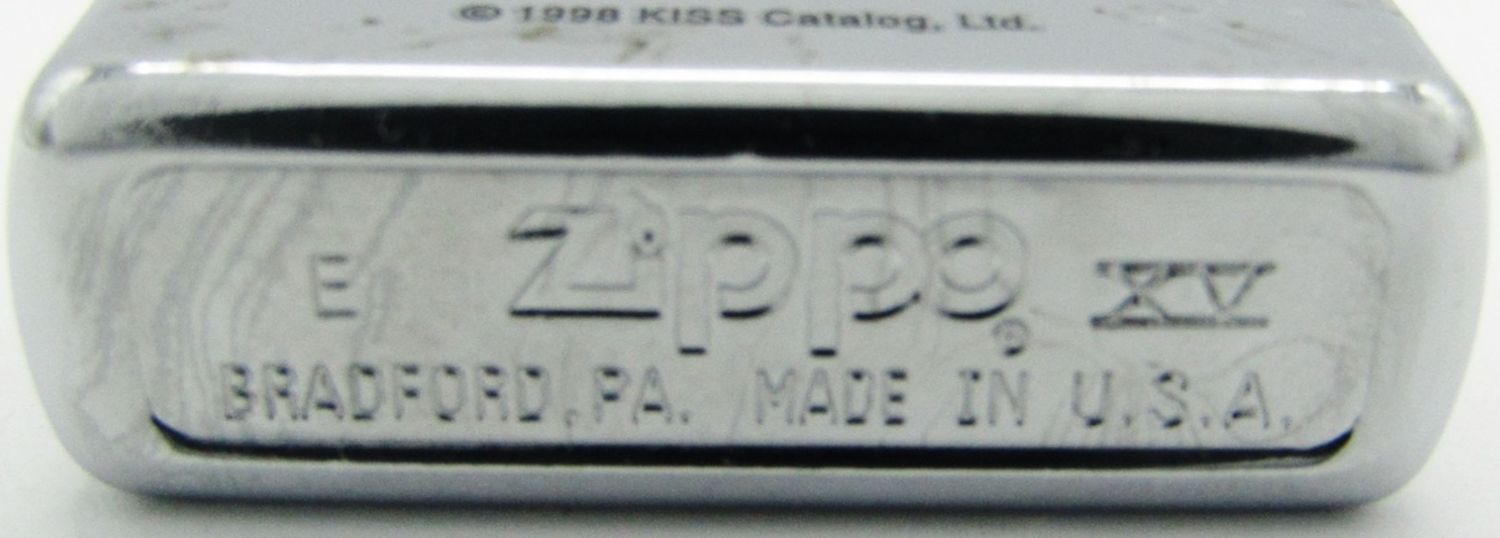 © 1998 KISS Catalog, Ltd.
E Zippo® XV
BRADFORD, PA. MADE IN U.S.A.